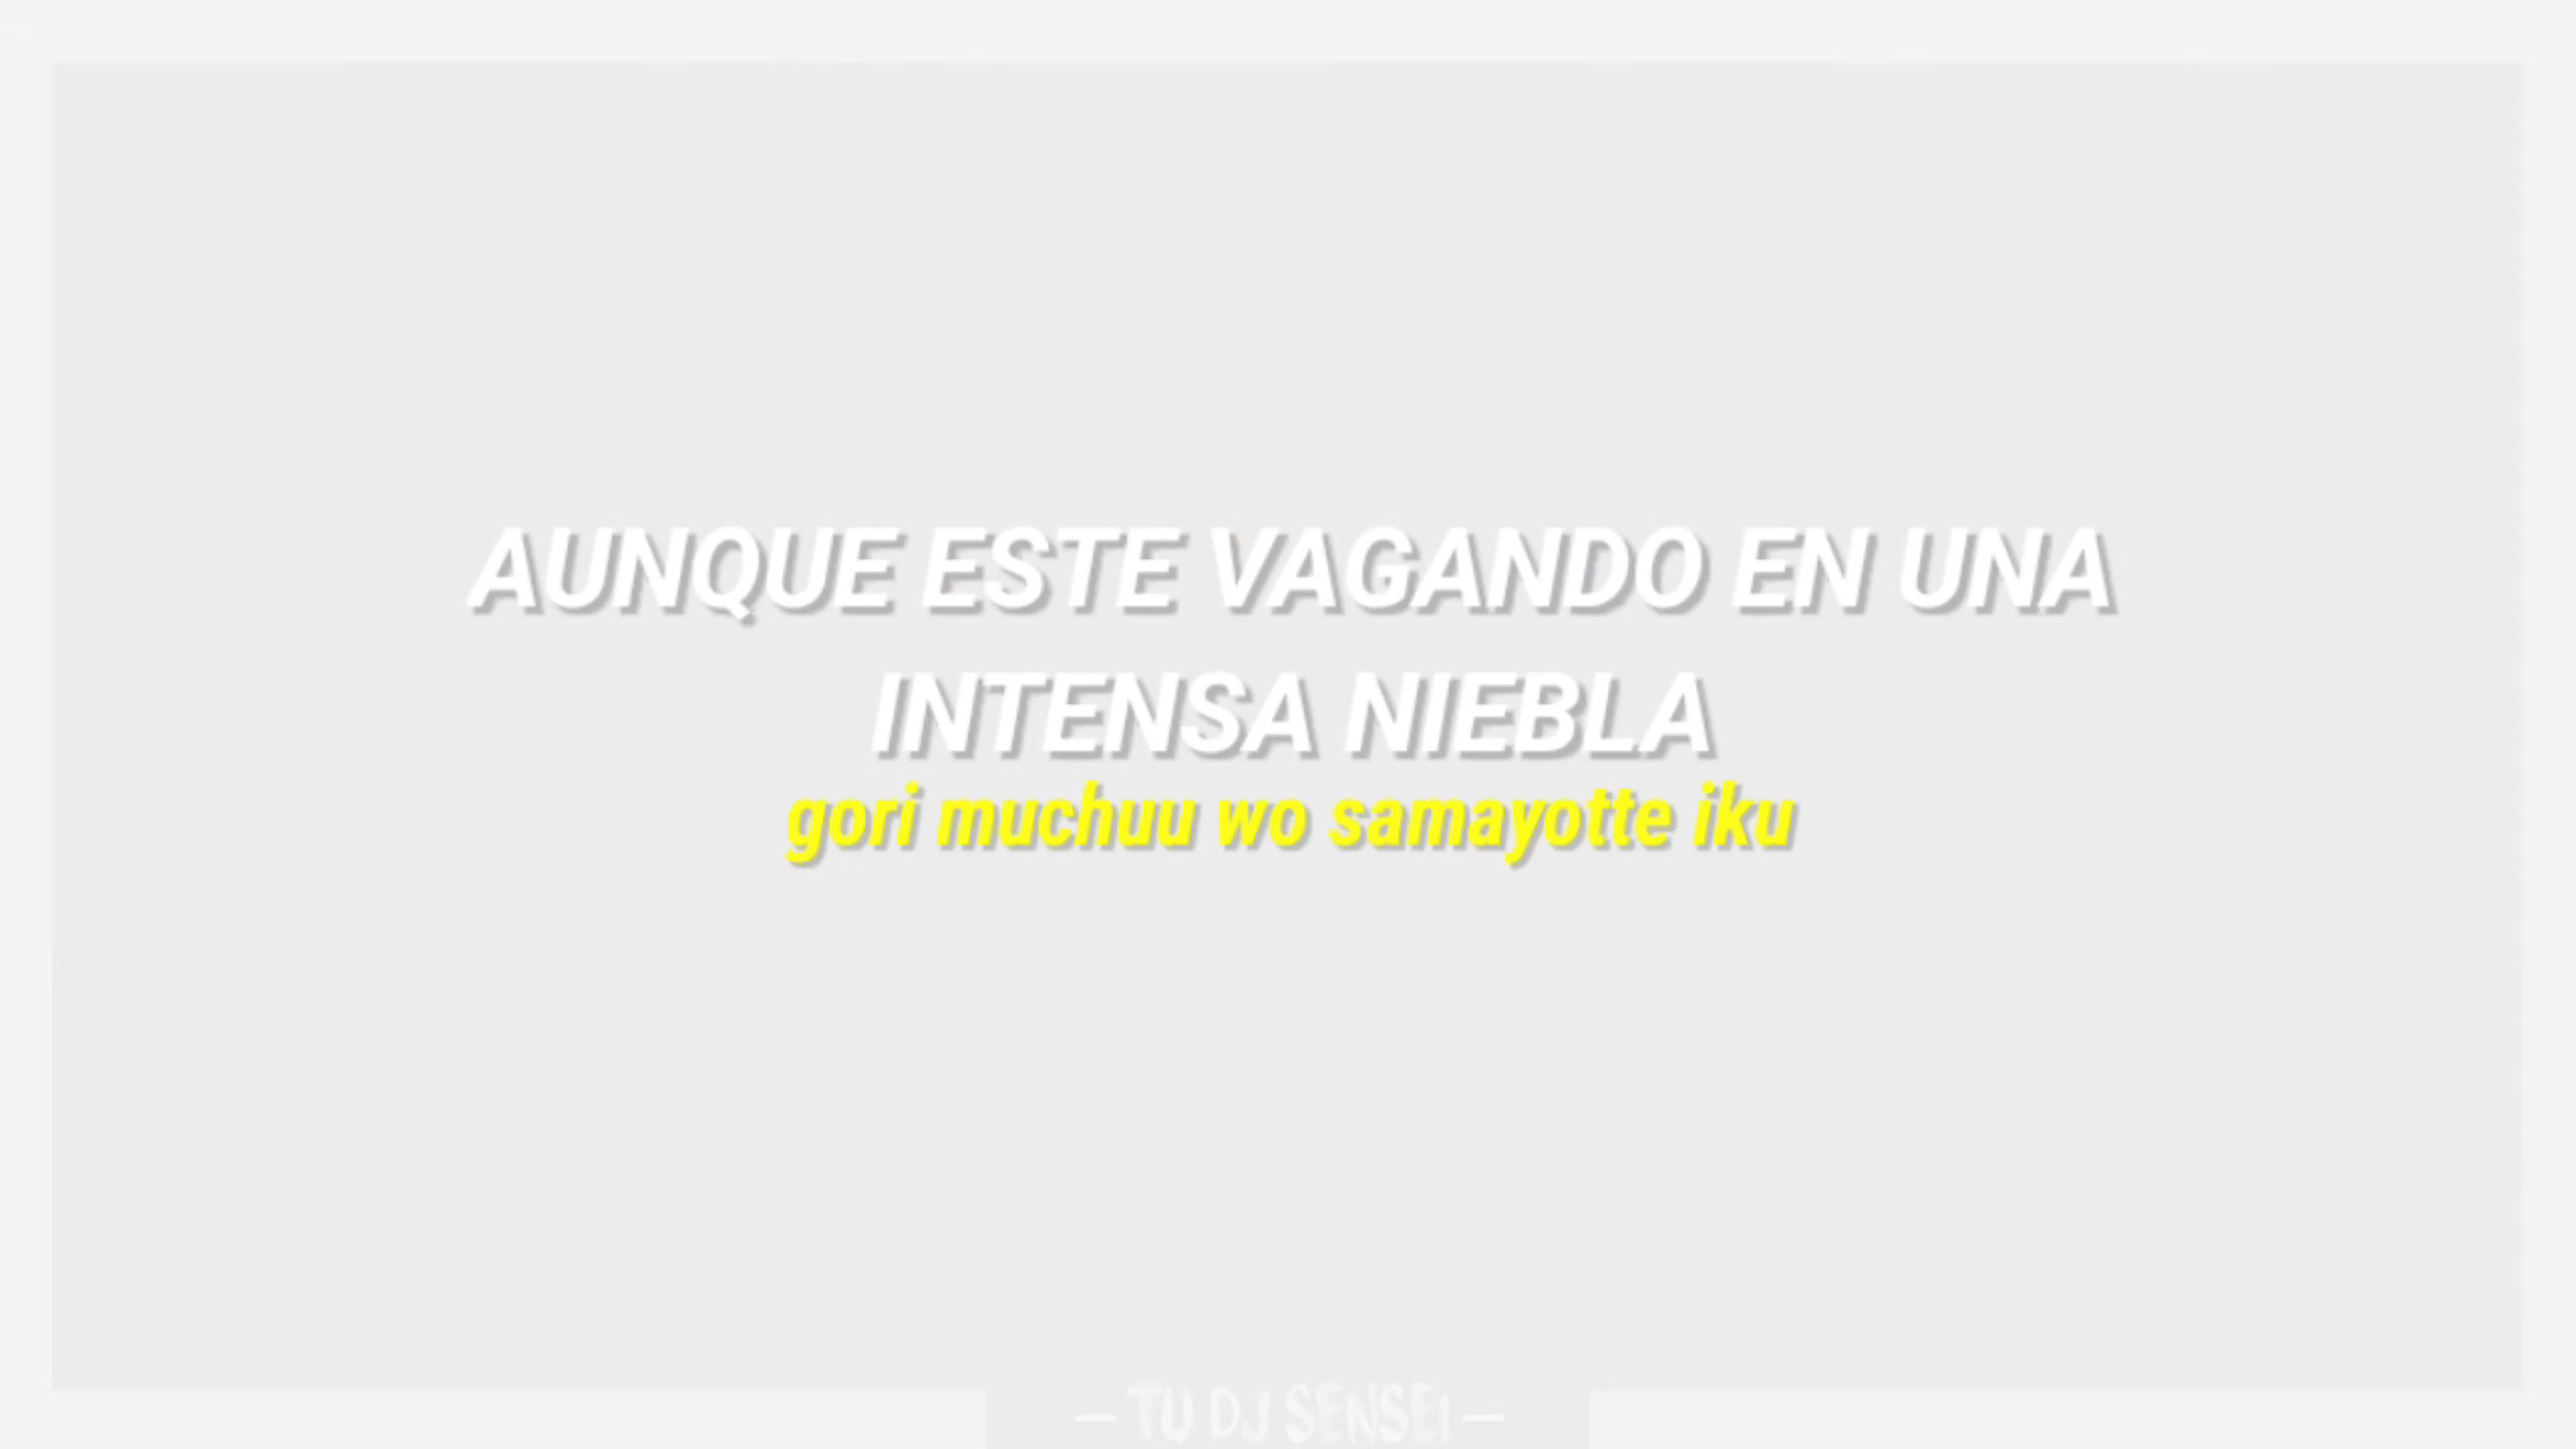 AUNQUE ESTE VAGANDO EN UNA
INTENSA NIEBLA
gori muchuu wo samayotte iku
— TU DJ SENSEI —